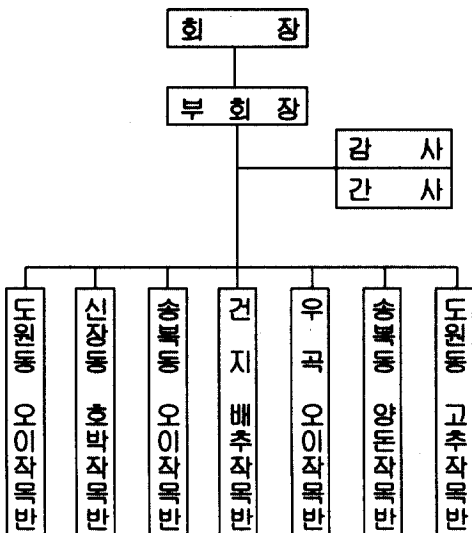 회 장
부 회 장
감 사
간 사
도원동 오이작목반
신장동 호박작목반
송북동 오이작목반
건지 배추작목반
우곡 오이작목반
송북동 양돈작목반
도원동 고추작목반